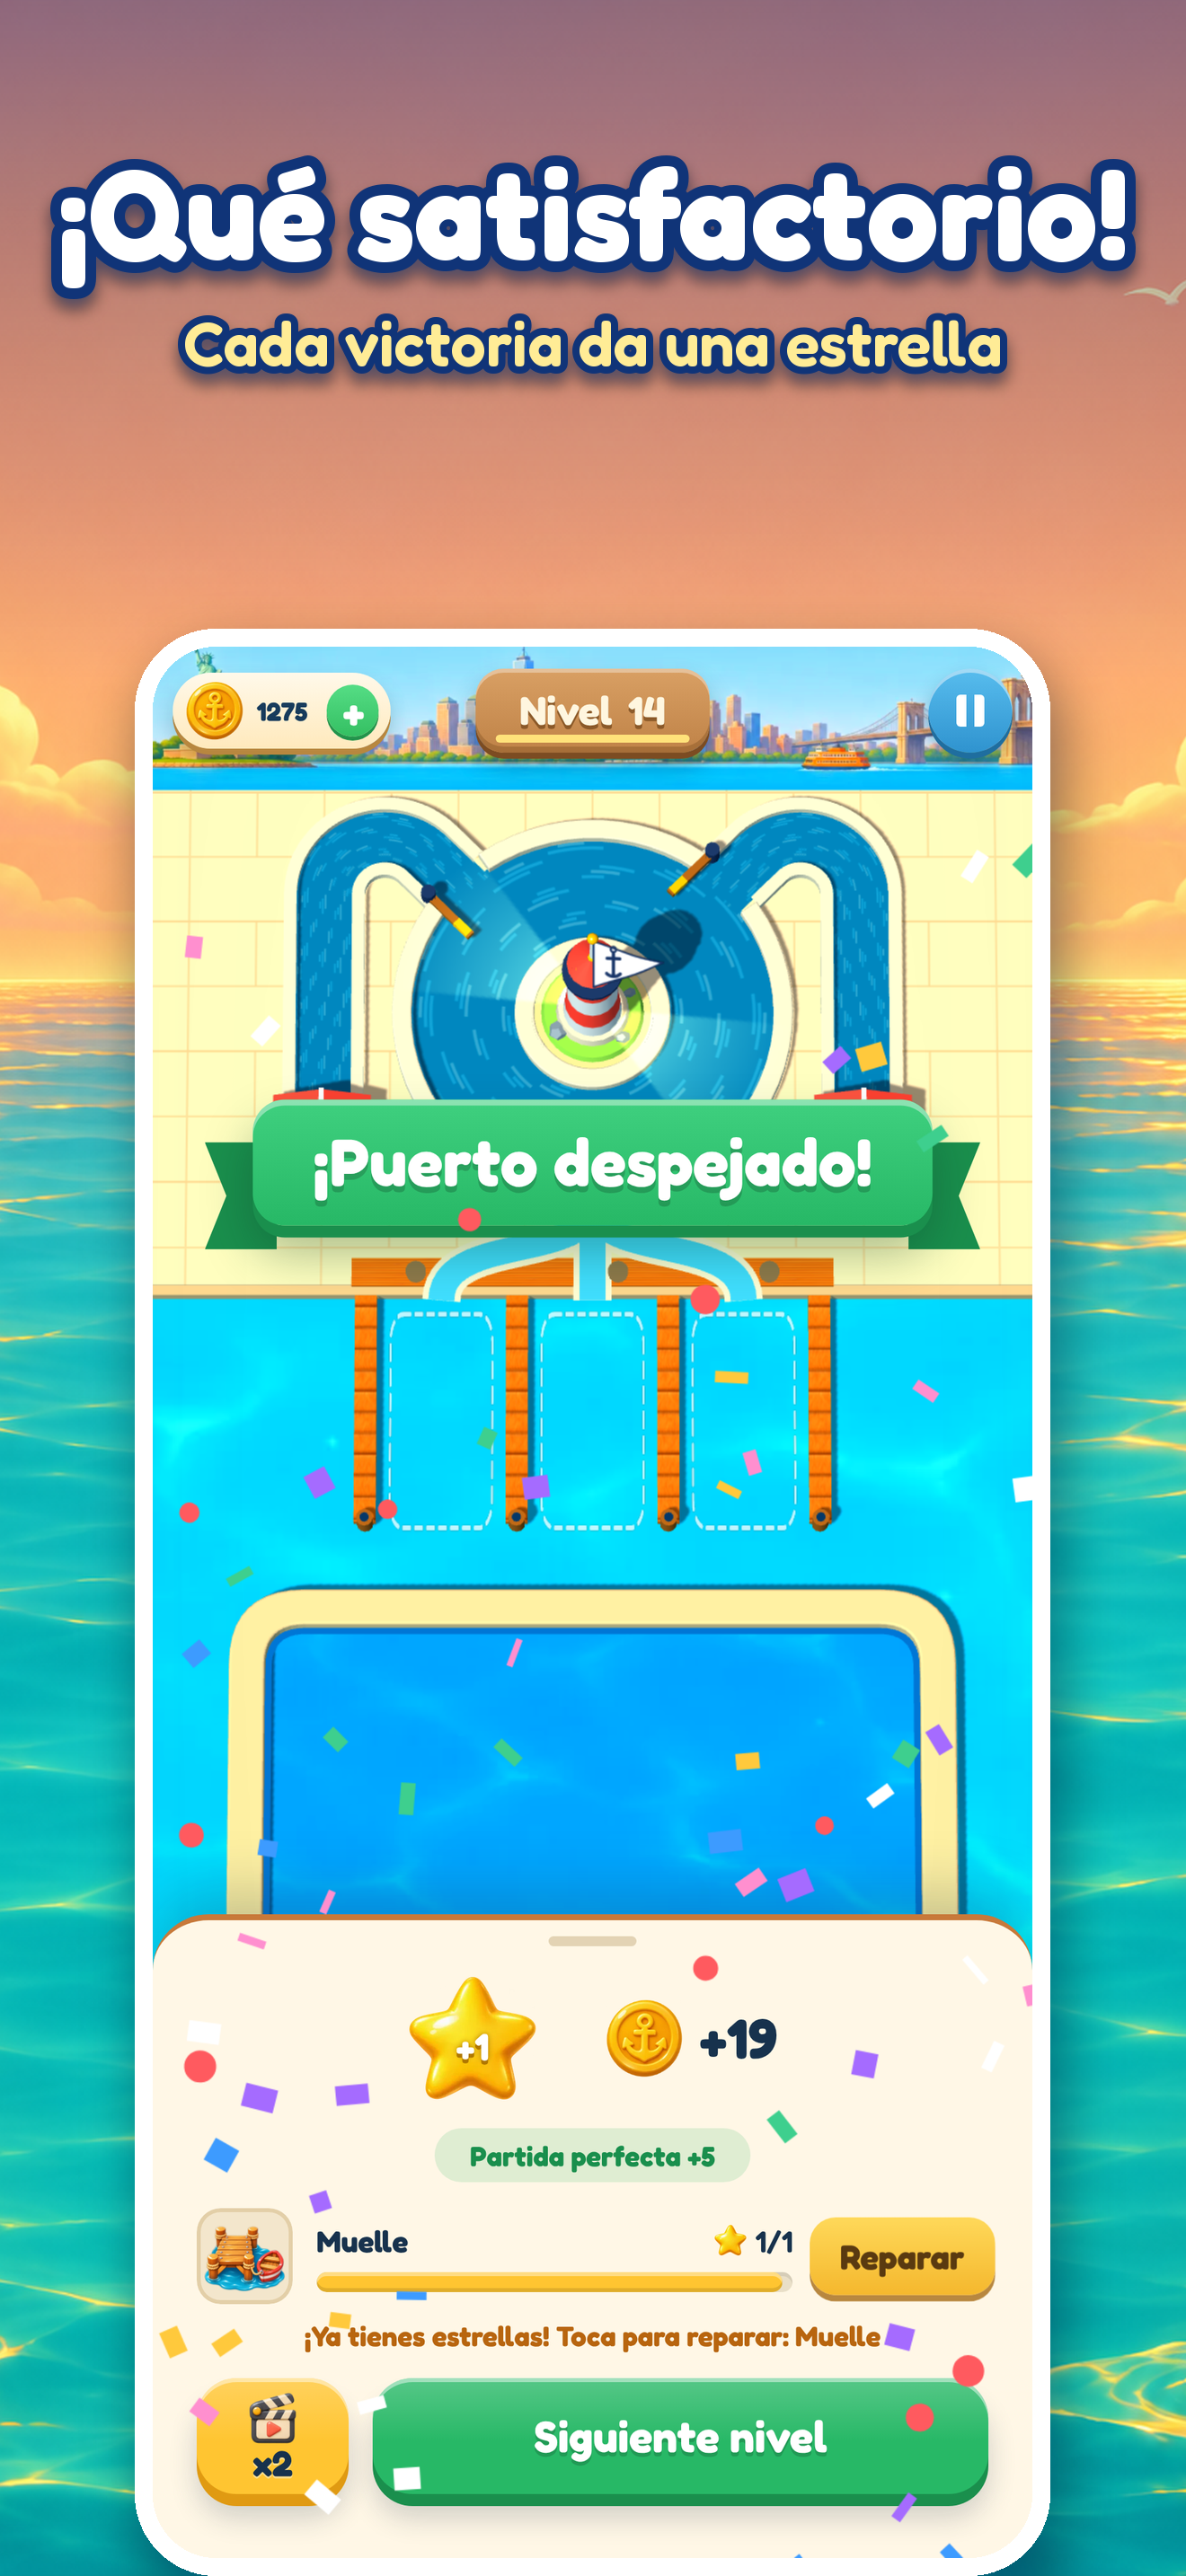 ¡Qué satisfactorio!
Cada victoria da una estrella
1275
Nivel 14
¡Puerto despejado!
+1
+19
Partida perfecta +5
Muelle
1/1
Reparar
¡Ya tienes estrellas! Toca para reparar: Muelle
x2
Siguiente nivel